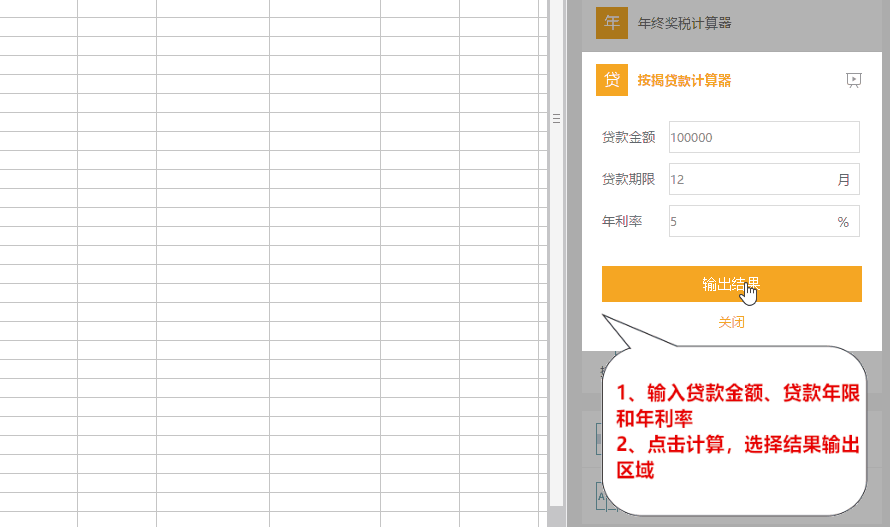 年 年终奖税计算器
贷 按揭贷款计算器
贷款金额 100000
贷款期限 12 月
年利率 5 %
输出结果
关闭
1、输入贷款金额、贷款年限
和年利率
2、点击计算，选择结果输出
区域